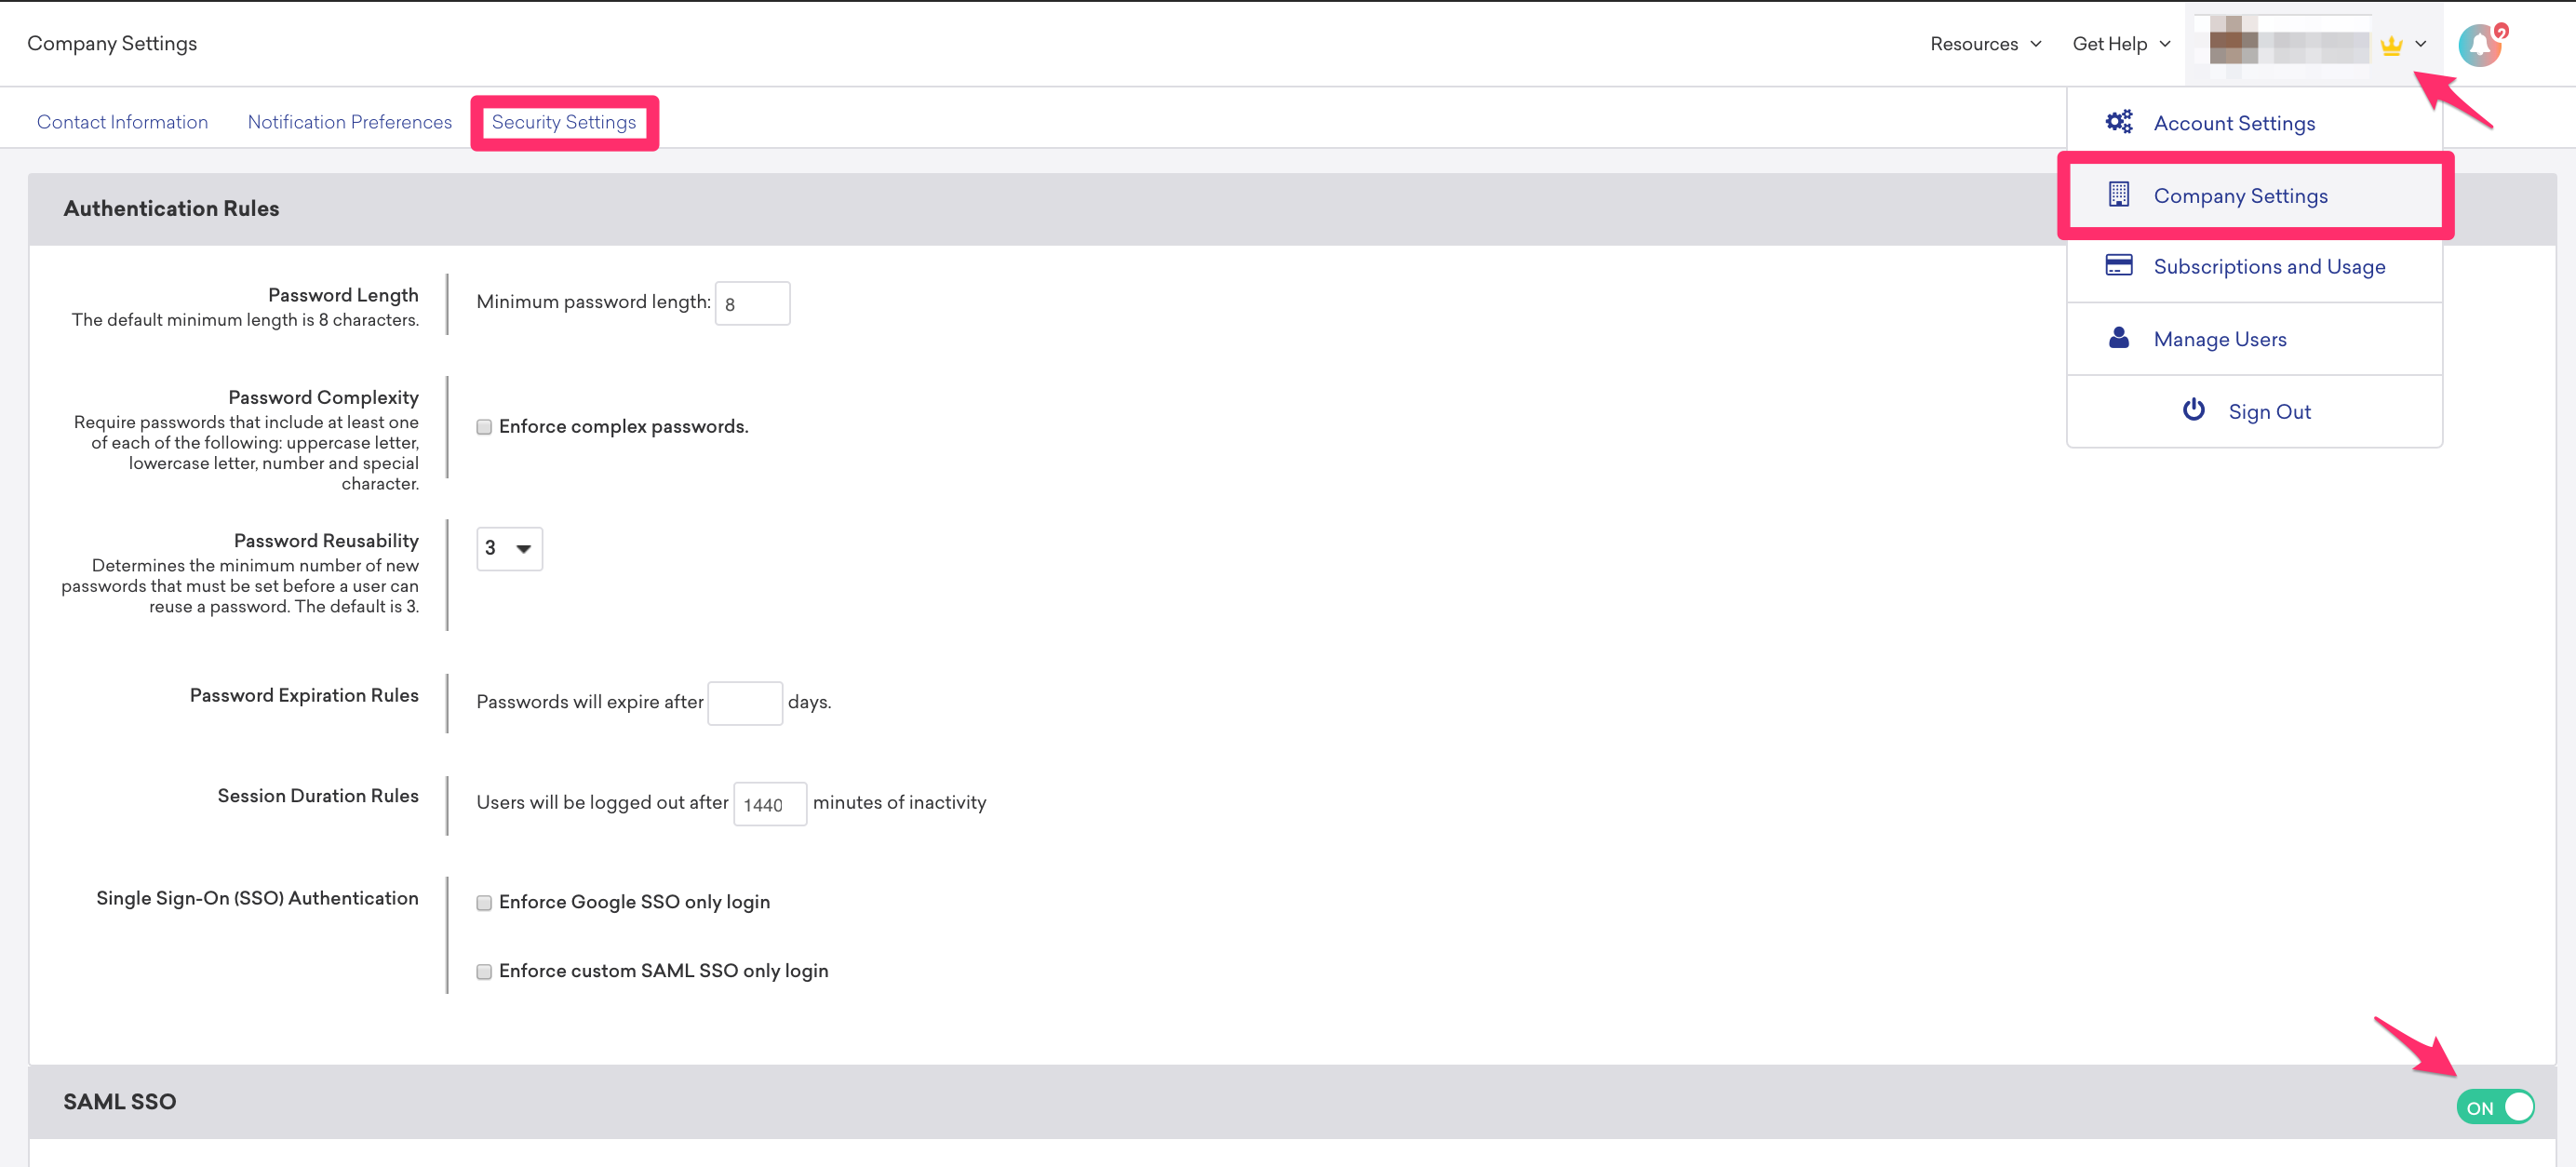 Company Settings
Resources
Get Help
2
Contact Information
Notification Preferences
Security Settings
Account Settings
Company Settings
Subscriptions and Usage
Manage Users
Sign Out
Authentication Rules
Password Length
The default minimum length is 8 characters.
Minimum password length: 8
Password Complexity
Require passwords that include at least one
of each of the following: uppercase letter,
lowercase letter, number and special
character.
Enforce complex passwords.
Password Reusability
Determines the minimum number of new
passwords that must be set before a user can
reuse a password. The default is 3.
3
Password Expiration Rules
Passwords will expire after days.
Session Duration Rules
Users will be logged out after 1440 minutes of inactivity
Single Sign-On (SSO) Authentication
Enforce Google SSO only login
Enforce custom SAML SSO only login
SAML SSO
ON